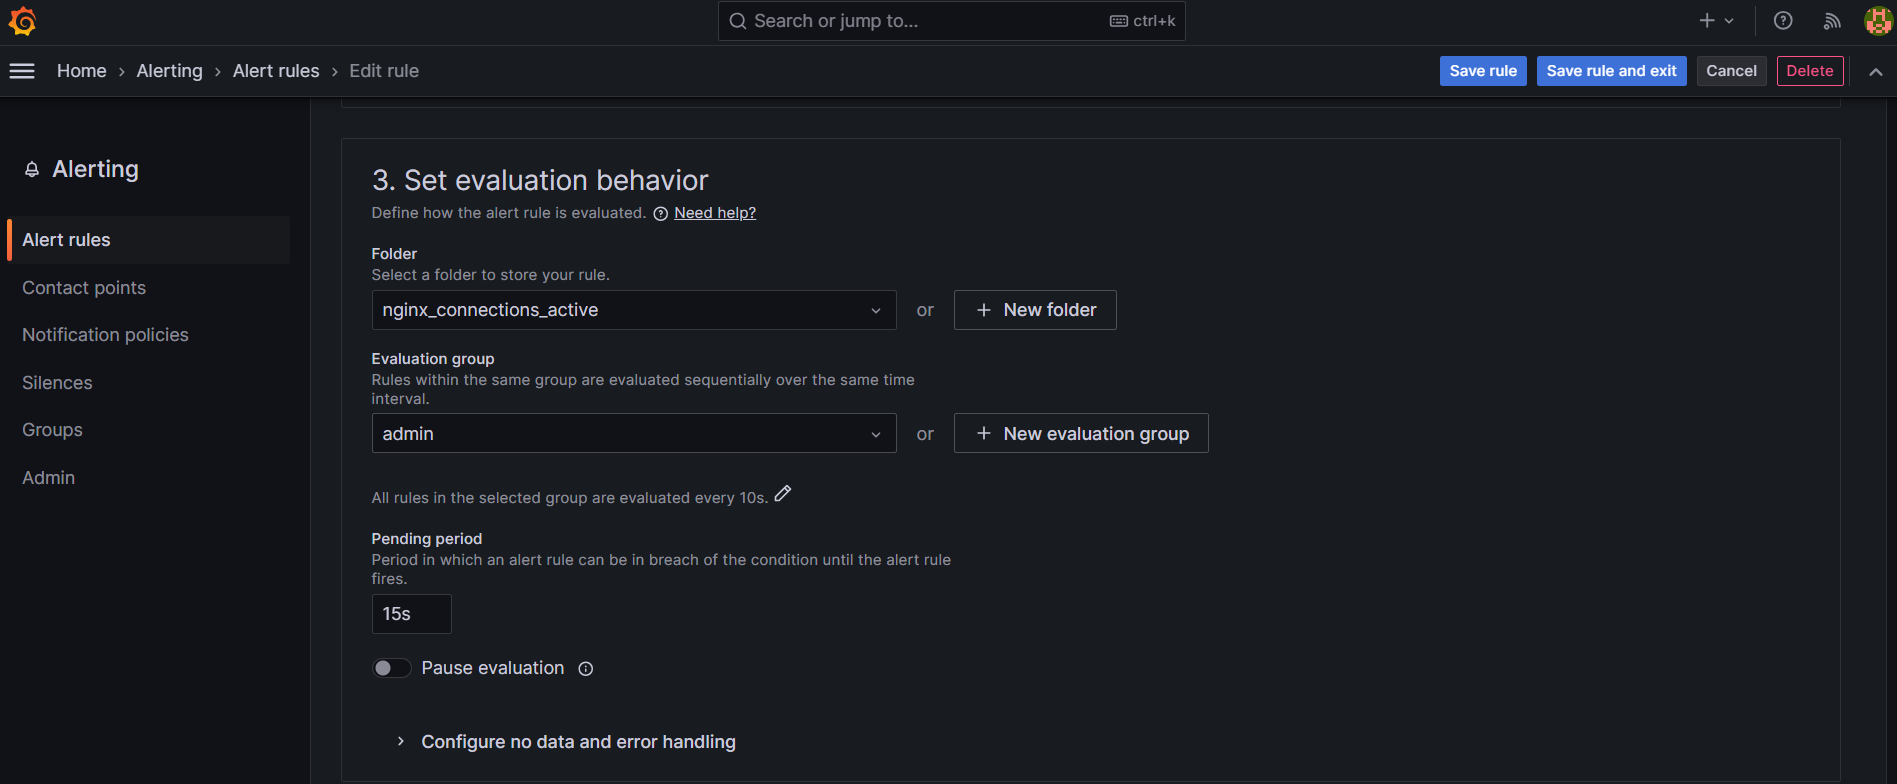 Search or jump to...
ctrl+k
Home › Alerting › Alert rules › Edit rule
Save rule
Save rule and exit
Cancel
Delete
Alerting
Alert rules
Contact points
Notification policies
Silences
Groups
Admin
3. Set evaluation behavior
Define how the alert rule is evaluated. Need help?
Folder
Select a folder to store your rule.
nginx_connections_active
or
+ New folder
Evaluation group
Rules within the same group are evaluated sequentially over the same time
interval.
admin
or
+ New evaluation group
All rules in the selected group are evaluated every 10s.
Pending period
Period in which an alert rule can be in breach of the condition until the alert rule
fires.
15s
Pause evaluation
Configure no data and error handling